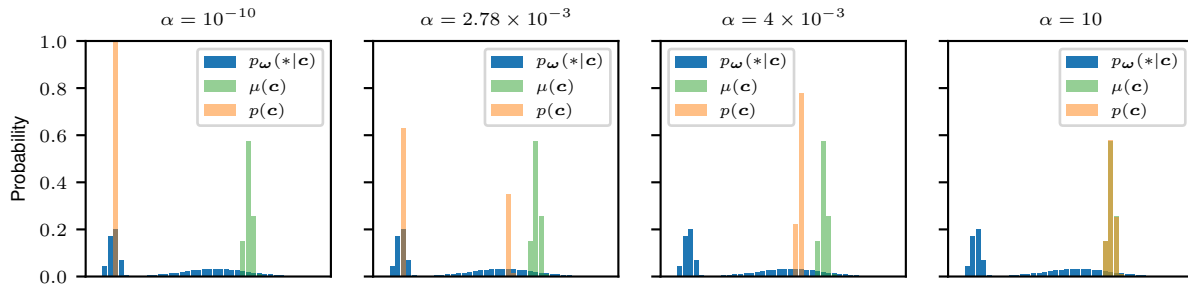 α = 10⁻¹⁰
α = 2.78 × 10⁻³
α = 4 × 10⁻³
α = 10
Probability
1.0
0.8
0.6
0.4
0.2
0.0
p_ω(*|c)
μ(c)
p(c)
p_ω(*|c)
μ(c)
p(c)
p_ω(*|c)
μ(c)
p(c)
p_ω(*|c)
μ(c)
p(c)